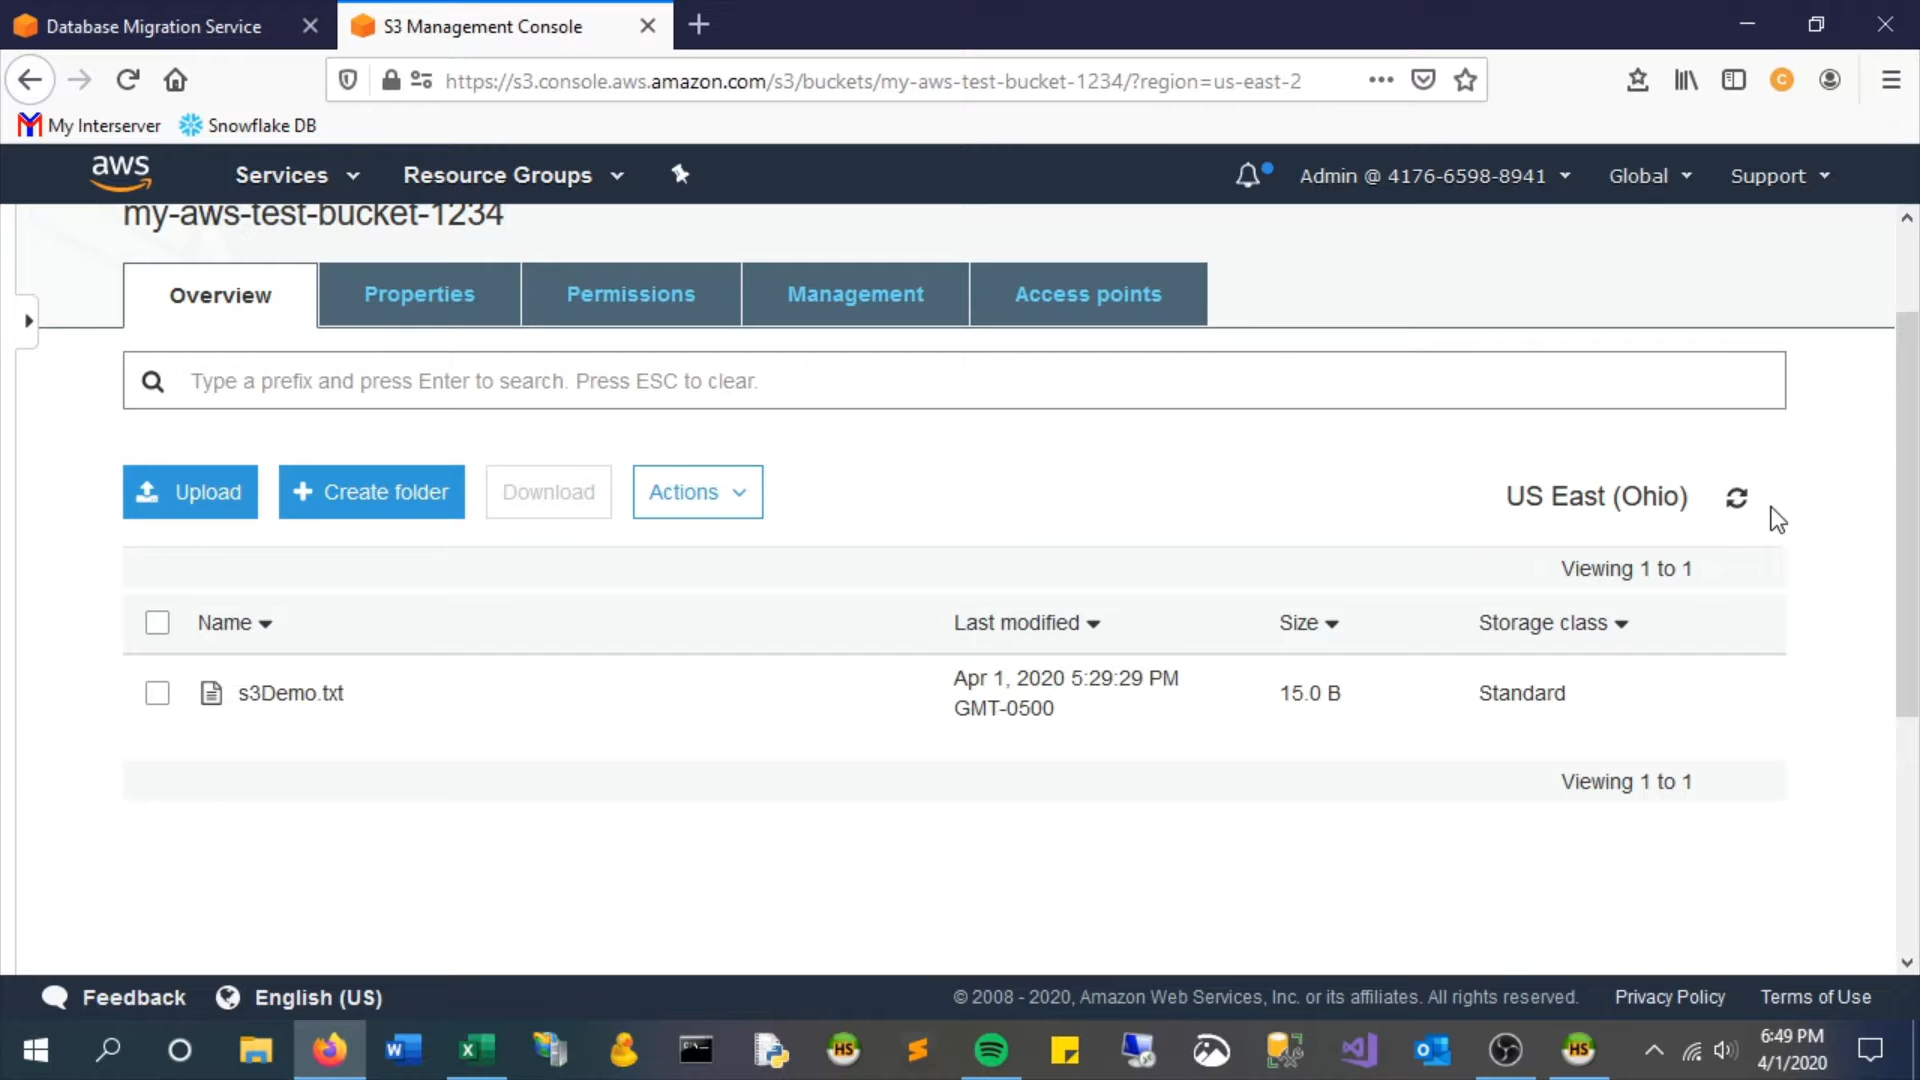 Database Migration Service
S3 Management Console
https://s3.console.aws.amazon.com/s3/buckets/my-aws-test-bucket-1234/?region=us-east-2
C
My Interserver
Snowflake DB
aws
Services
Resource Groups
Admin @ 4176-6598-8941
Global
Support
my-aws-test-bucket-1234
Overview
Properties
Permissions
Management
Access points
Type a prefix and press Enter to search. Press ESC to clear.
Upload
Create folder
Download
Actions
US East (Ohio)
Viewing 1 to 1
Name
Last modified
Size
Storage class
s3Demo.txt
Apr 1, 2020 5:29:29 PM
GMT-0500
15.0 B
Standard
Viewing 1 to 1
Feedback
English (US)
© 2008 - 2020, Amazon Web Services, Inc. or its affiliates. All rights reserved.
Privacy Policy
Terms of Use
HS
HS
6:49 PM
4/1/2020